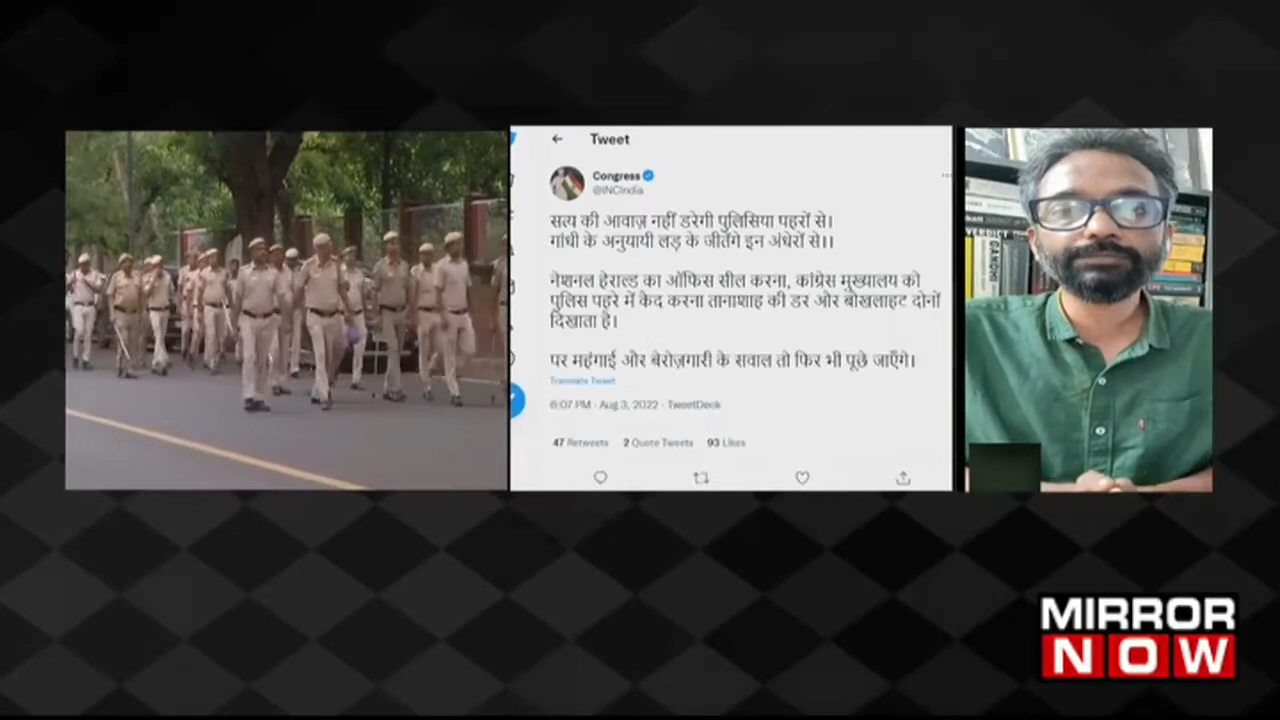 Tweet
Congress
@INCIndia
सत्य की आवाज़ नहीं डरेगी पुलिसिया पहरों से।
गांधी के अनुयायी लड़ के जीतेंगे इन अंधेरों से।।
नेशनल हेराल्ड का ऑफिस सील करना, कांग्रेस मुख्यालय को
पुलिस पहरे में कैद करना तानाशाह की डर और बौखलाहट दोनों
दिखाता है।
पर महंगाई और बेरोज़गारी के सवाल तो फिर भी पूछे जाएँगे।
Translate Tweet
6:07 PM · Aug 3, 2022 · TweetDeck
47 Retweets 2 Quote Tweets 93 Likes
VERDICT
GANDHI
MIRROR
NOW